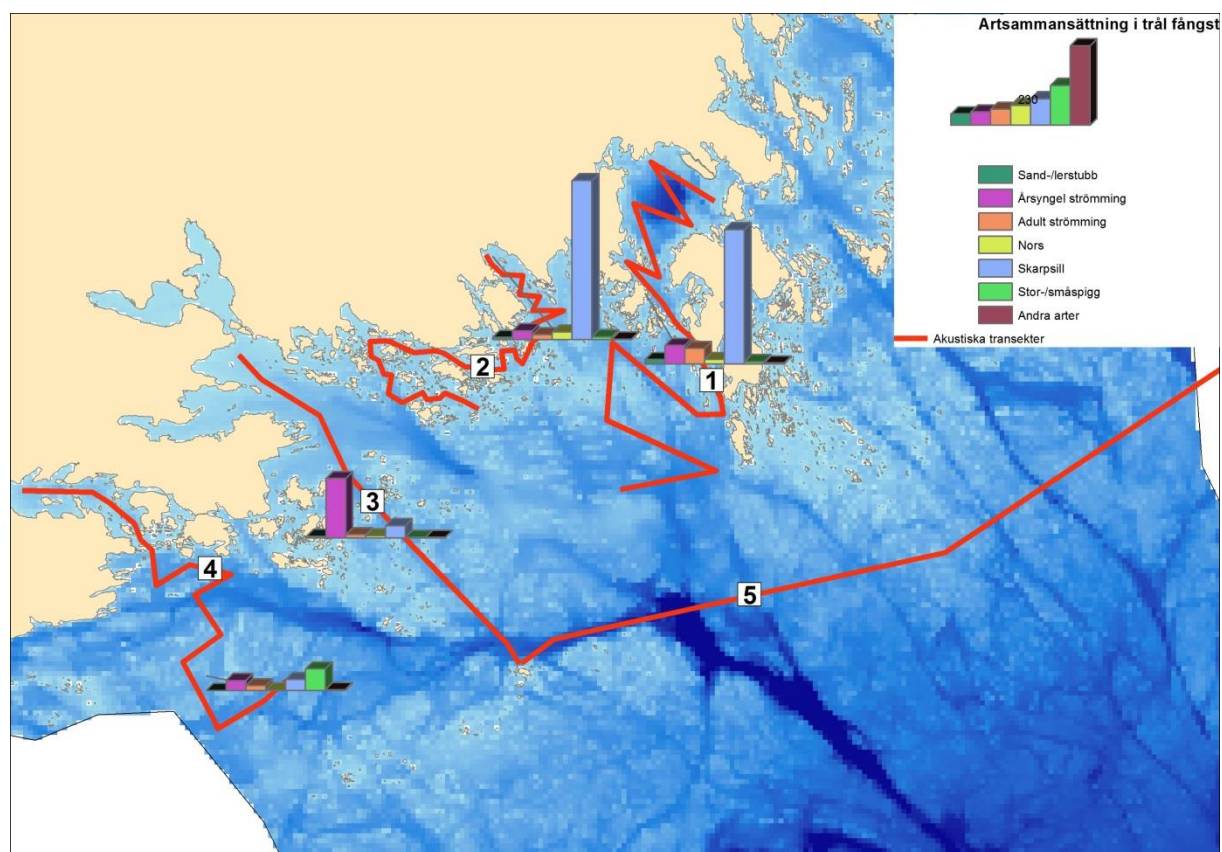 Artsammansättning i trål fångst
230
Sand-/lerstubb
Årsyngel strömming
Adult strömming
Nors
Skarpsill
Stor-/småspigg
Andra arter
Akustiska transekter
1
2
3
4
5